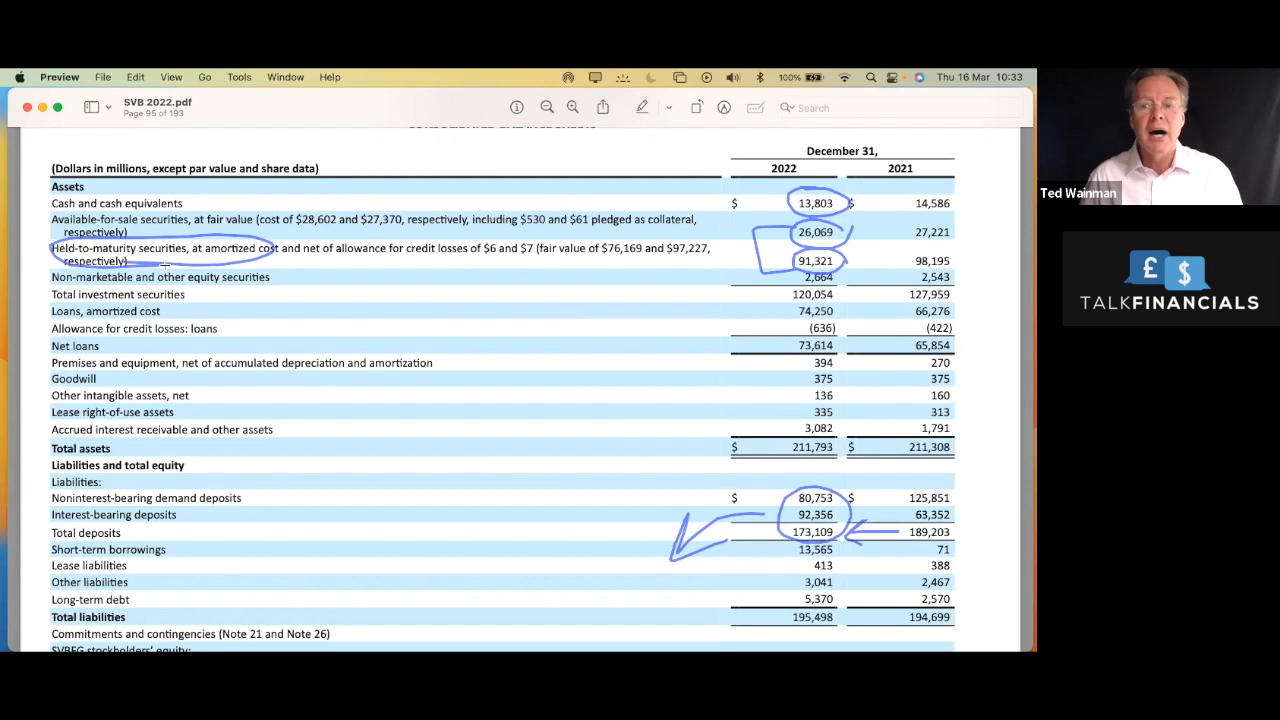 Preview File Edit View Go Tools Window Help 100% Thu 16 Mar 10:33
SVB 2022.pdf
Page 95 of 193
Search
December 31,
(Dollars in millions, except par value and share data) 2022 2021
Assets
Cash and cash equivalents $ 13,803 $ 14,586
Available-for-sale securities, at fair value (cost of $28,602 and $27,370, respectively, including $530 and $61 pledged as collateral,
respectively) 26,069 27,221
Held-to-maturity securities, at amortized cost and net of allowance for credit losses of $6 and $7 (fair value of $76,169 and $97,227,
respectively) 91,321 98,195
Non-marketable and other equity securities 2,664 2,543
Total investment securities 120,054 127,959
Loans, amortized cost 74,250 66,276
Allowance for credit losses: loans (636) (422)
Net loans 73,614 65,854
Premises and equipment, net of accumulated depreciation and amortization 394 270
Goodwill 375 375
Other intangible assets, net 136 160
Lease right-of-use assets 335 313
Accrued interest receivable and other assets 3,082 1,791
Total assets $ 211,793 $ 211,308
Liabilities and total equity
Liabilities:
Noninterest-bearing demand deposits $ 80,753 $ 125,851
Interest-bearing deposits 92,356 63,352
Total deposits 173,109 189,203
Short-term borrowings 13,565 71
Lease liabilities 413 388
Other liabilities 3,041 2,467
Long-term debt 5,370 2,570
Total liabilities 195,498 194,699
Commitments and contingencies (Note 21 and Note 26)
SVBFG stockholders' equity:
Ted Wainman
£ $
TALKFINANCIALS